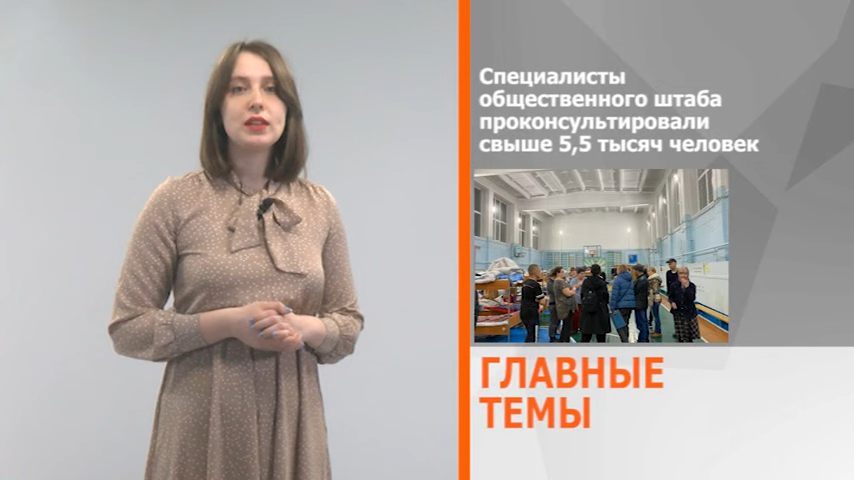 Специалисты
общественного штаба
проконсультировали
свыше 5,5 тысяч человек
ГЛАВНЫЕ
ТЕМЫ